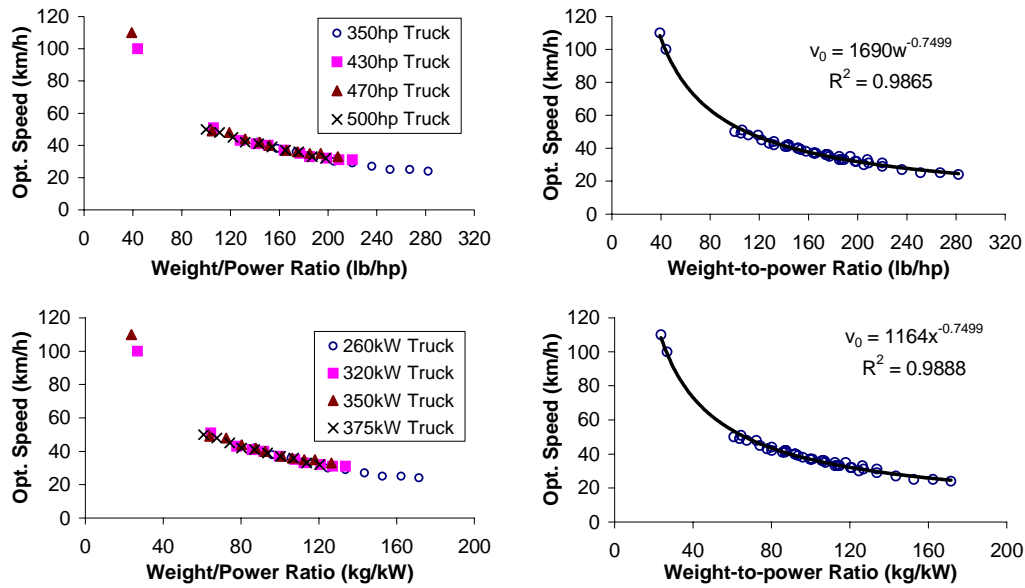 120
100
80
60
40
20
0
Opt. Speed (km/h)
0 40 80 120 160 200 240 280 320
Weight/Power Ratio (lb/hp)
350hp Truck
430hp Truck
470hp Truck
500hp Truck
120
100
80
60
40
20
0
Opt. Speed (km/h)
0 40 80 120 160 200 240 280 320
Weight-to-power Ratio (lb/hp)
v₀ = 1690w⁻⁰·⁷⁴⁹⁹
R² = 0.9865
120
100
80
60
40
20
0
Opt. Speed (km/h)
0 40 80 120 160 200
Weight/Power Ratio (kg/kW)
260kW Truck
320kW Truck
350kW Truck
375kW Truck
120
100
80
60
40
20
0
Opt. Speed (km/h)
0 40 80 120 160 200
Weight-to-power Ratio (kg/kW)
v₀ = 1164x⁻⁰·⁷⁴⁹⁹
R² = 0.9888